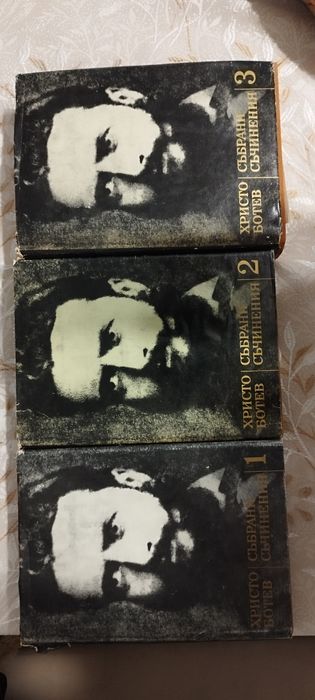 ХРИСТО
БОТЕВ
СЪБРАНИ
СЪЧИНЕНИЯ
3
ХРИСТО
БОТЕВ
СЪБРАНИ
СЪЧИНЕНИЯ
2
ХРИСТО
БОТЕВ
СЪБРАНИ
СЪЧИНЕНИЯ
1